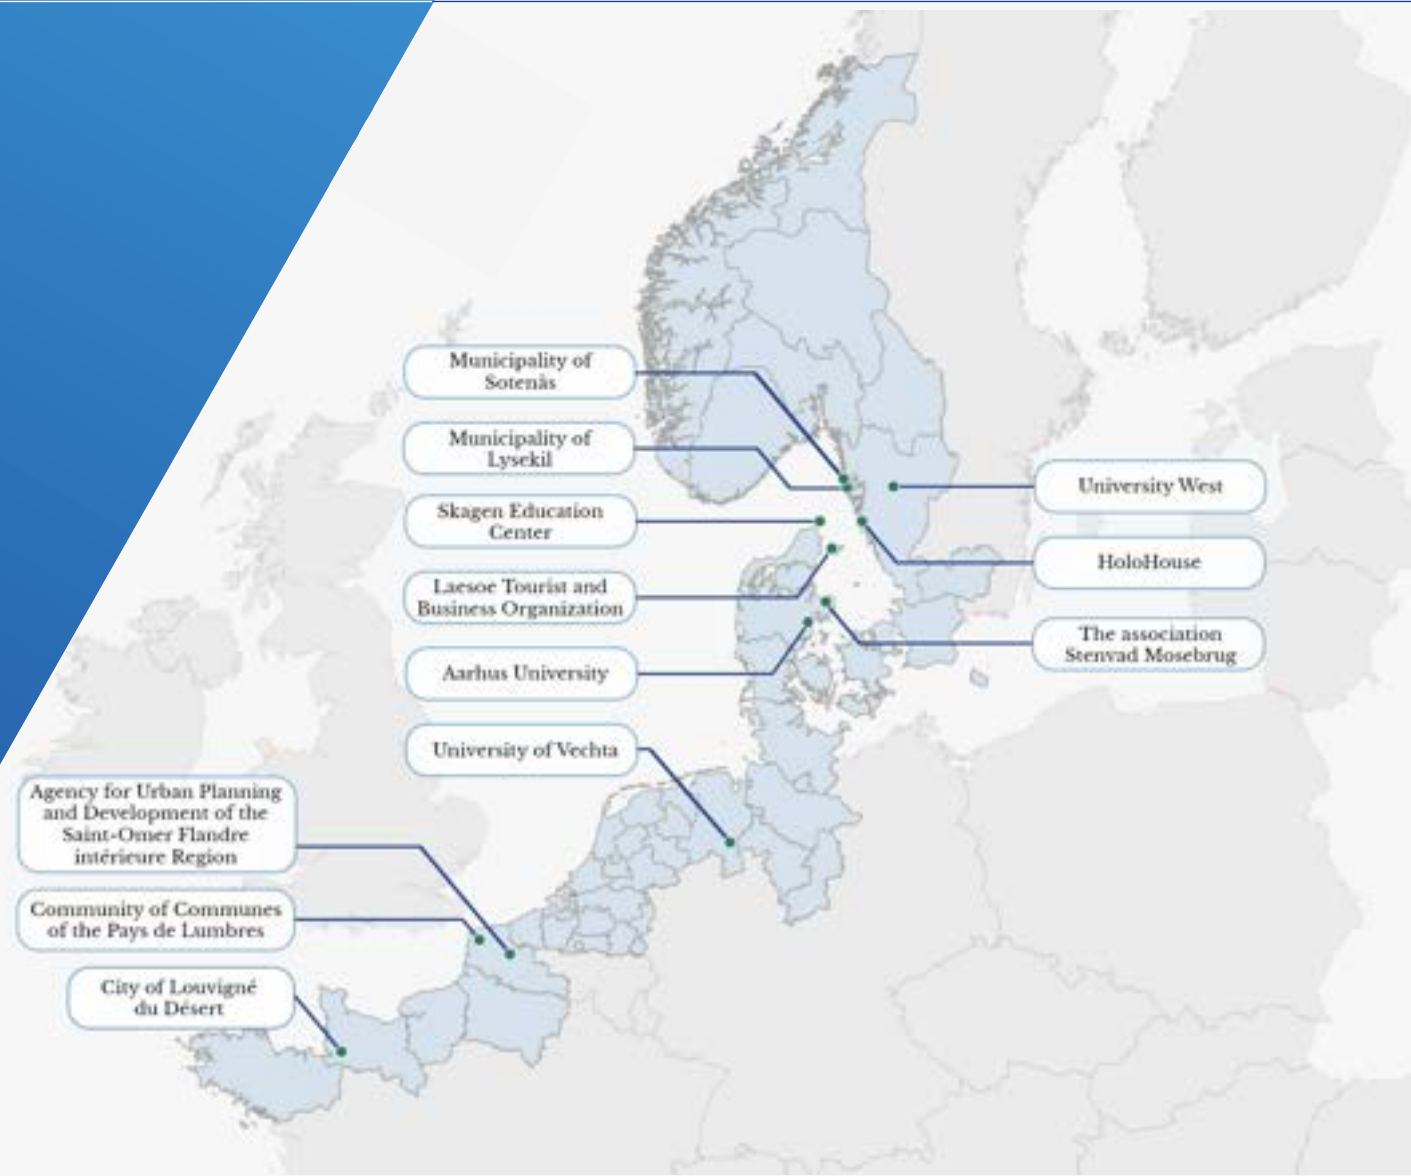 Municipality of
Sotenäs
Municipality of
Lysekil
Skagen Education
Center
Laesoe Tourist and
Business Organization
Aarhus University
University of Vechta
Agency for Urban Planning
and Development of the
Saint-Omer Flandre
intérieure Region
Community of Communes
of the Pays de Lumbres
City of Louvigné
du Désert
University West
HoloHouse
The association
Stenvad Mosebrug